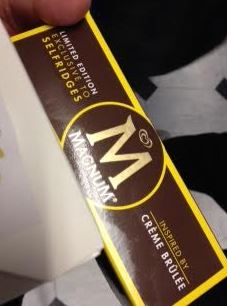 LIMITED EDITION
EXCLUSIVE TO
SELFRIDGES
M
MAGNUM®
INSPIRED BY
CRÈME BRÛLÉE